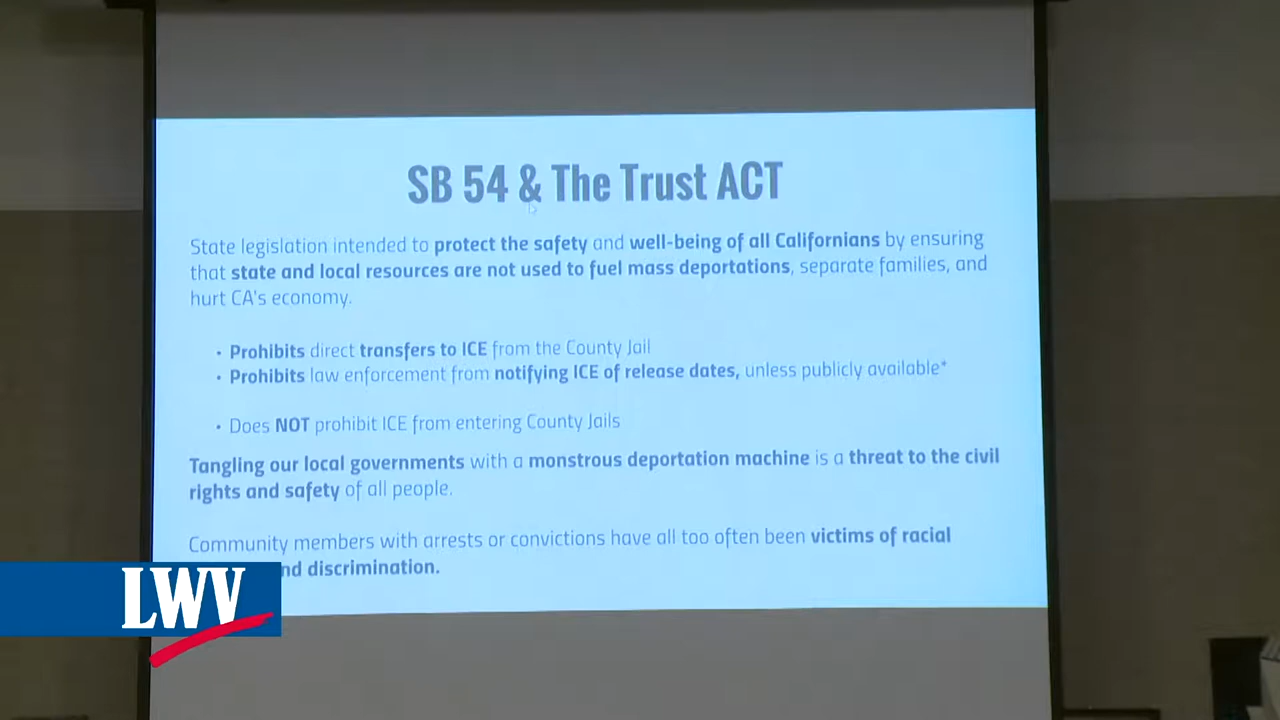 SB 54 & The Trust ACT
State legislation intended to protect the safety and well-being of all Californians by ensuring
that state and local resources are not used to fuel mass deportations, separate families, and
hurt CA's economy.
• Prohibits direct transfers to ICE from the County Jail
• Prohibits law enforcement from notifying ICE of release dates, unless publicly available*
• Does NOT prohibit ICE from entering County Jails
Tangling our local governments with a monstrous deportation machine is a threat to the civil
rights and safety of all people.
Community members with arrests or convictions have all too often been victims of racial
discrimination.
LWV